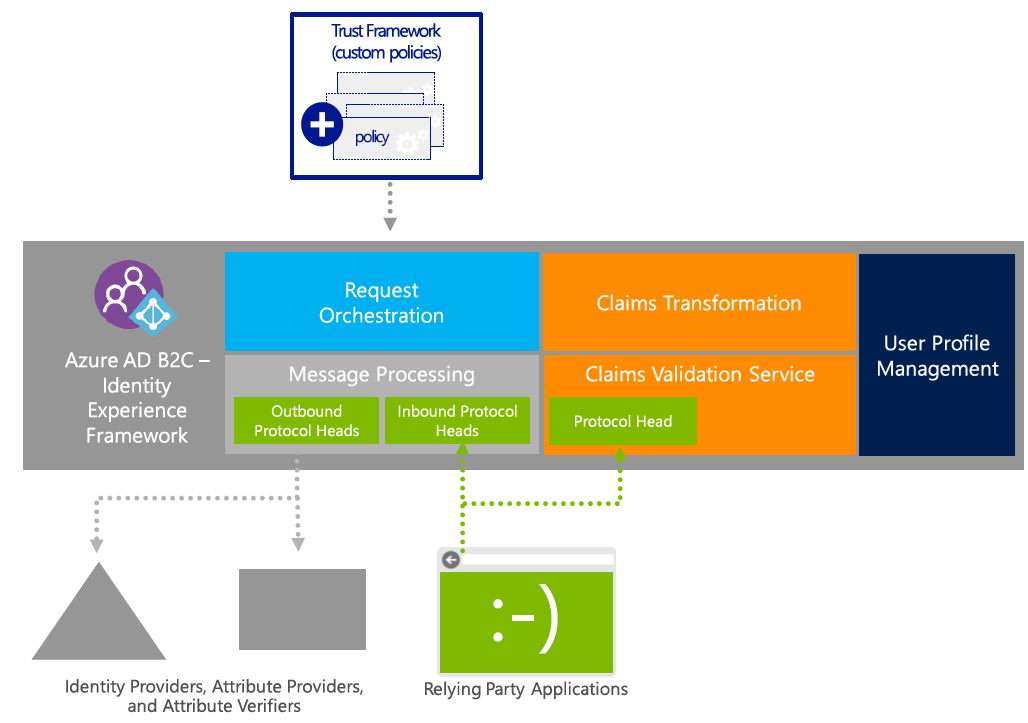 Trust Framework
(custom policies)
policy
Azure AD B2C –
Identity
Experience
Framework
Request
Orchestration
Claims Transformation
User Profile
Management
Message Processing
Outbound
Protocol Heads
Inbound Protocol
Heads
Claims Validation Service
Protocol Head
:-)
Identity Providers, Attribute Providers,
and Attribute Verifiers
Relying Party Applications